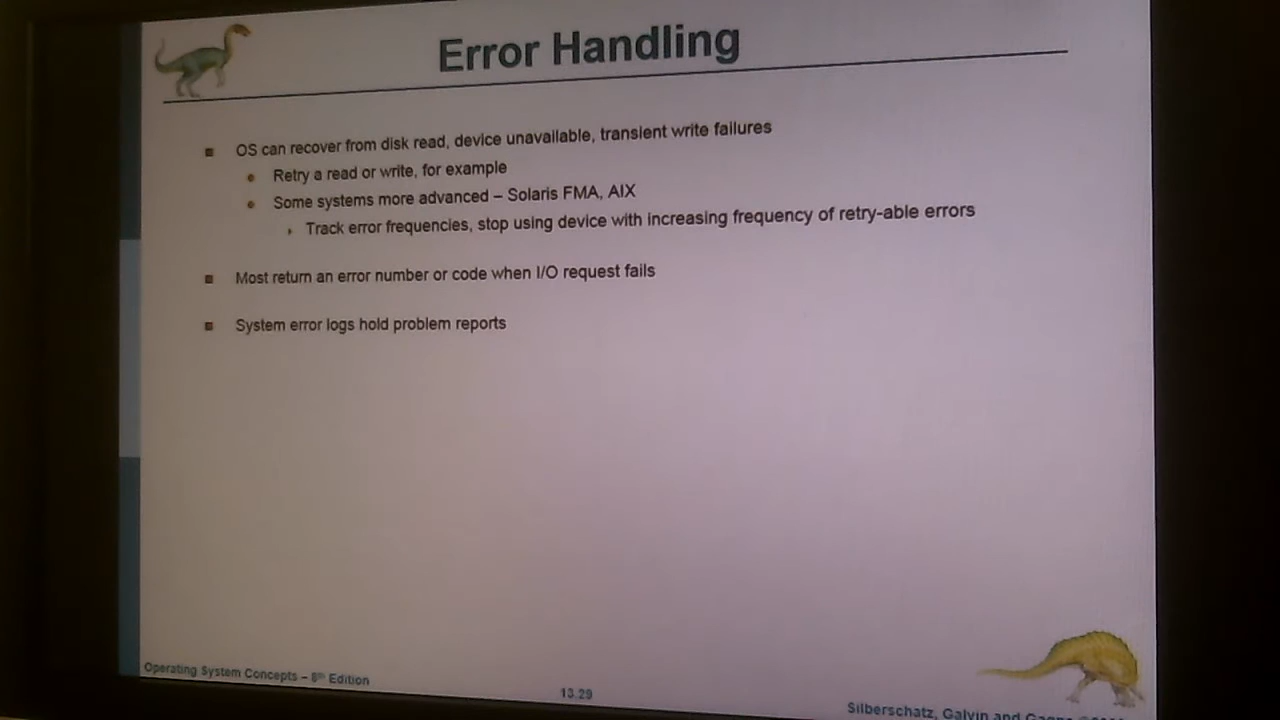 Error Handling
OS can recover from disk read, device unavailable, transient write failures
Retry a read or write, for example
Some systems more advanced – Solaris FMA, AIX
Track error frequencies, stop using device with increasing frequency of retry-able errors
Most return an error number or code when I/O request fails
System error logs hold problem reports
Operating System Concepts – 8th Edition
13.29
Silberschatz, Galvin and